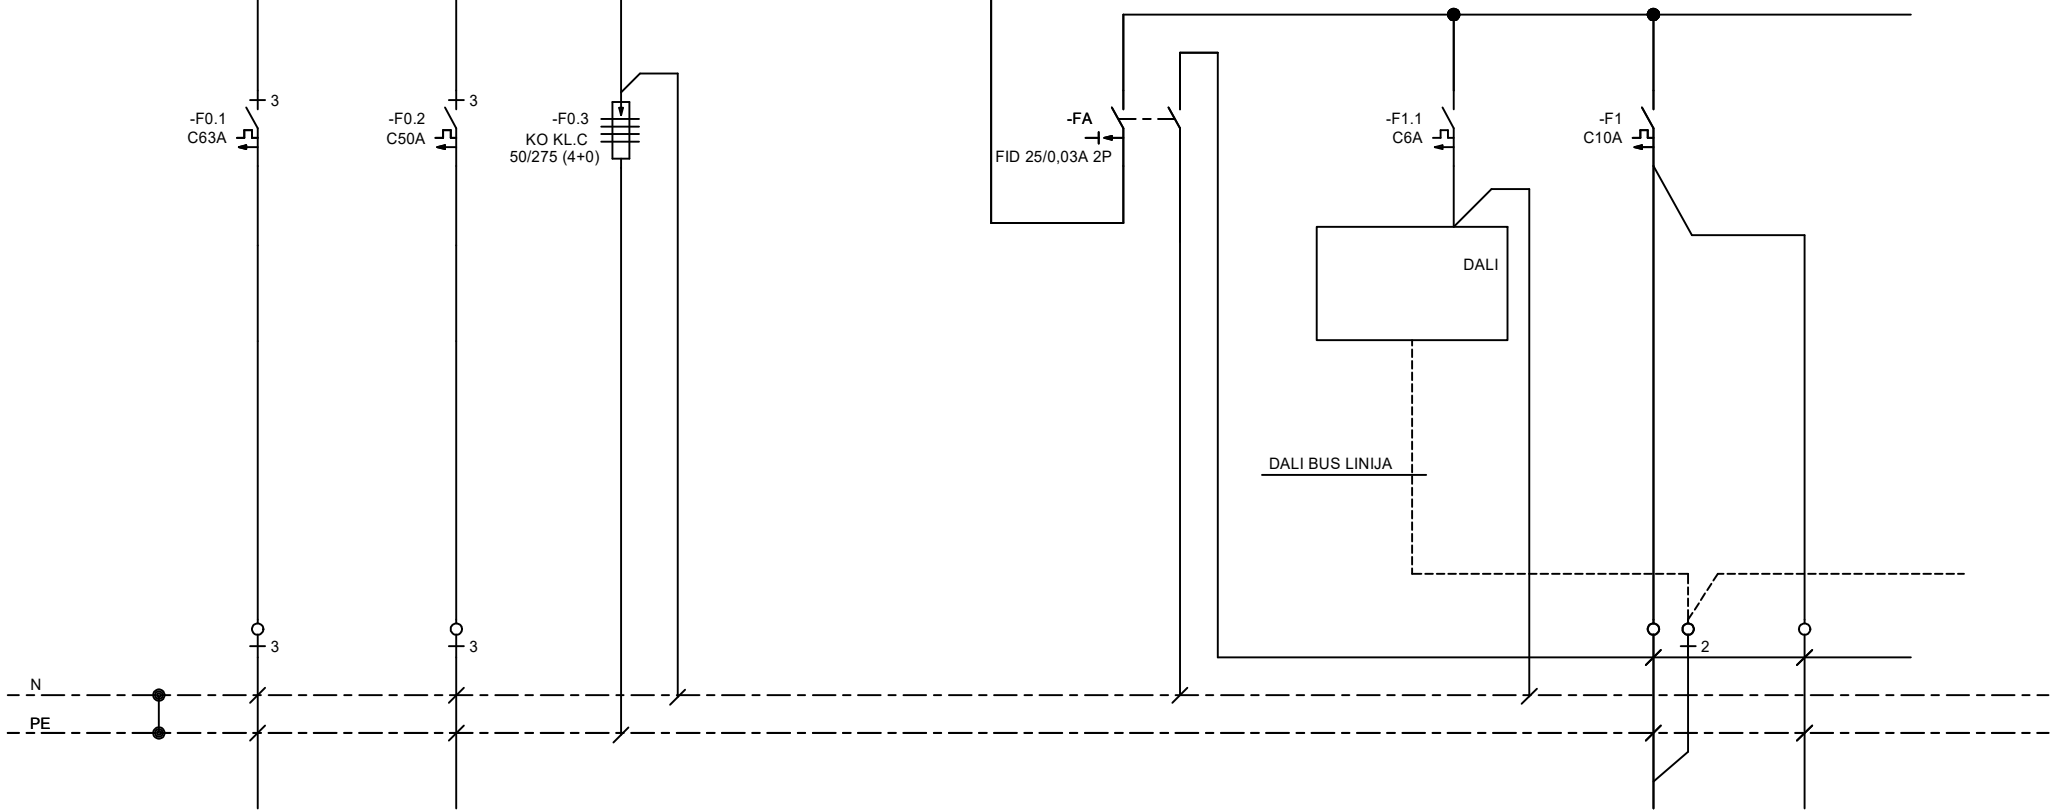 3
-F0.1
C63A
3
-F0.2
C50A
-F0.3
KO KL.C
50/275 (4+0)
-FA
FID 25/0,03A 2P
-F1.1
C6A
-F1
C10A
DALI
DALI BUS LINIJA
3
3
2
N
PE